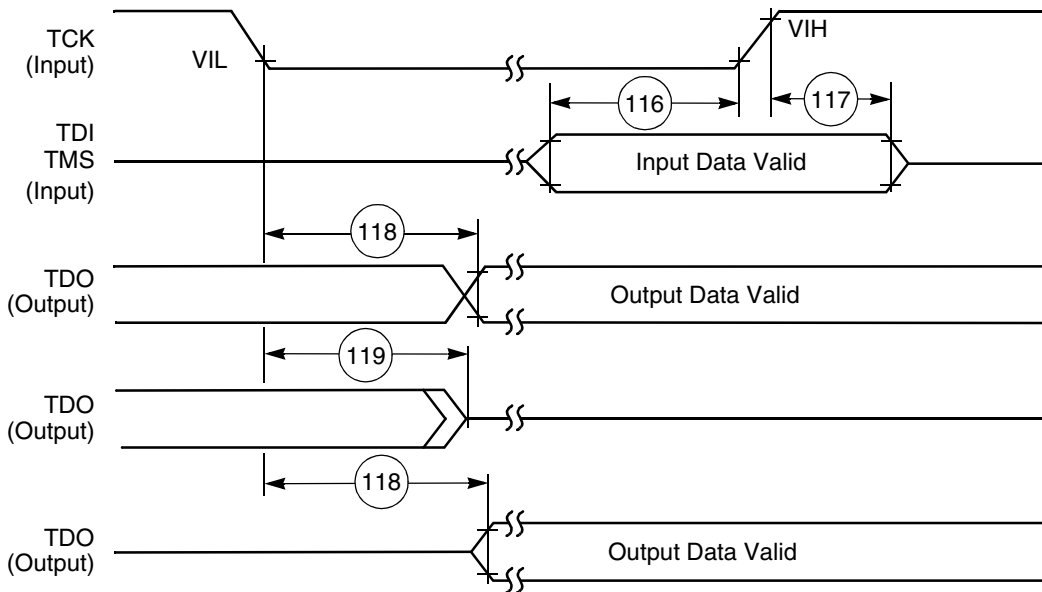 TCK
(Input)
VIL
VIH
116
117
TDI
TMS
(Input)
Input Data Valid
118
TDO
(Output)
Output Data Valid
119
TDO
(Output)
118
TDO
(Output)
Output Data Valid